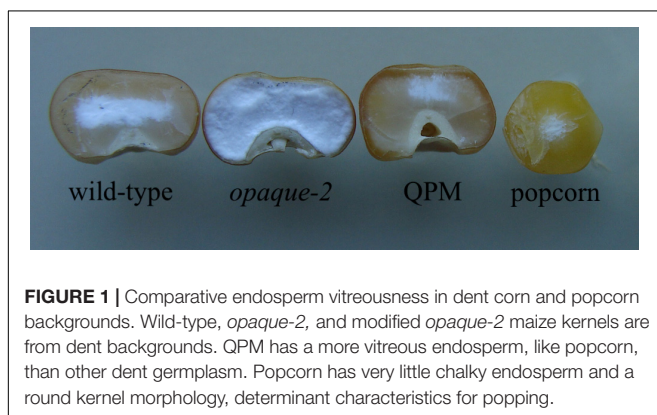 wild-type opaque-2 QPM popcorn
FIGURE 1 | Comparative endosperm vitreousness in dent corn and popcorn
backgrounds. Wild-type, opaque-2, and modified opaque-2 maize kernels are
from dent backgrounds. QPM has a more vitreous endosperm, like popcorn,
than other dent germplasm. Popcorn has very little chalky endosperm and a
round kernel morphology, determinant characteristics for popping.